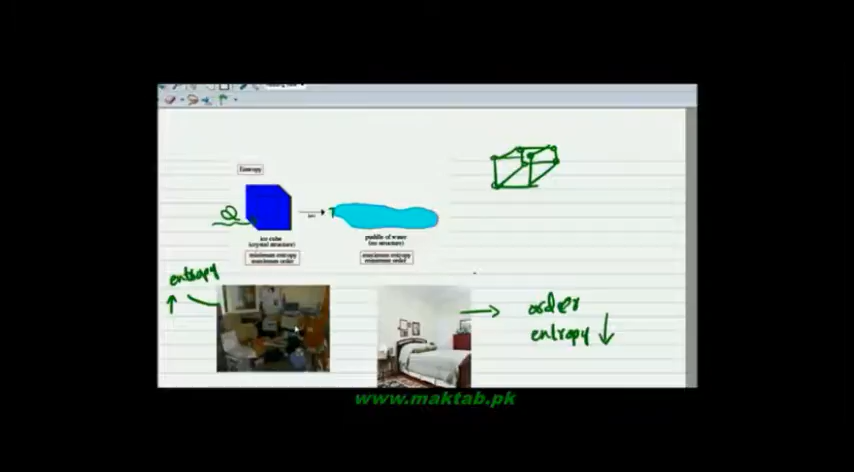 Entropy
Q
ice cube
(crystal structure)
minimum entropy
maximum order
puddle of water
(no structure)
maximum entropy
minimum order
entropy
↑
order
entropy ↓
www.maktab.pk